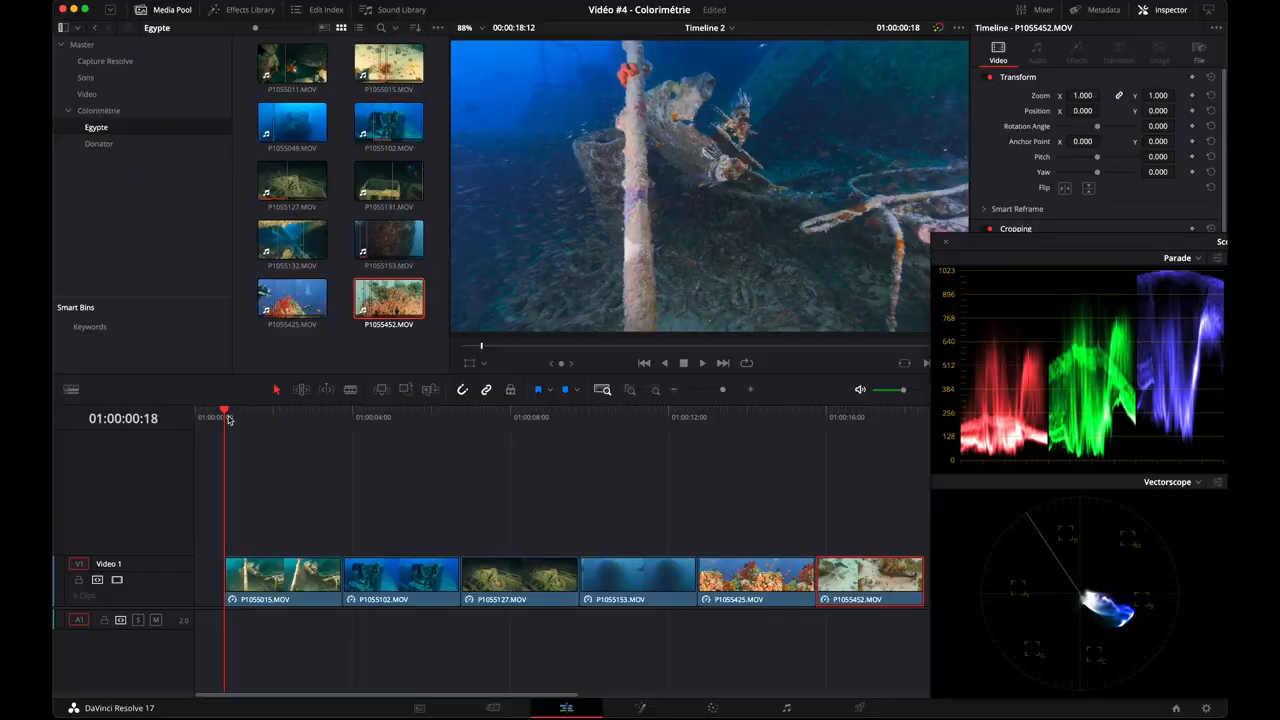 Media Pool Effects Library Edit Index Sound Library Vidéo #4 - Colorimétrie Edited Mixer Metadata Inspector
Egypte 88% 00:00:18:12 Timeline 2 01:00:00:18 Timeline - P1055452.MOV
Master
Capture Resolve
Sons
Video
Colorimétrie
Egypte
Donator
Smart Bins
Keywords
P1055011.MOV P1055015.MOV
P1055049.MOV P1055102.MOV
P1055127.MOV P1055131.MOV
P1055132.MOV P1055153.MOV
P1055425.MOV P1055452.MOV
Video Audio Effects Transition Image File
Transform
Zoom X 1.000 Y 1.000
Position X 0.000 Y 0.000
Rotation Angle 0.000
Anchor Point X 0.000 Y 0.000
Pitch 0.000
Yaw 0.000
Flip
Smart Reframe
Cropping
Parade
1023
896
768
640
512
384
256
128
0
Vectorscope
01:00:00:18
01:00:04:00 01:00:08:00 01:00:12:00 01:00:16:00
V1 Video 1
6 Clips
P1055015.MOV P1055102.MOV P1055127.MOV P1055153.MOV P1055425.MOV P1055452.MOV
A1 S M 2.0
DaVinci Resolve 17